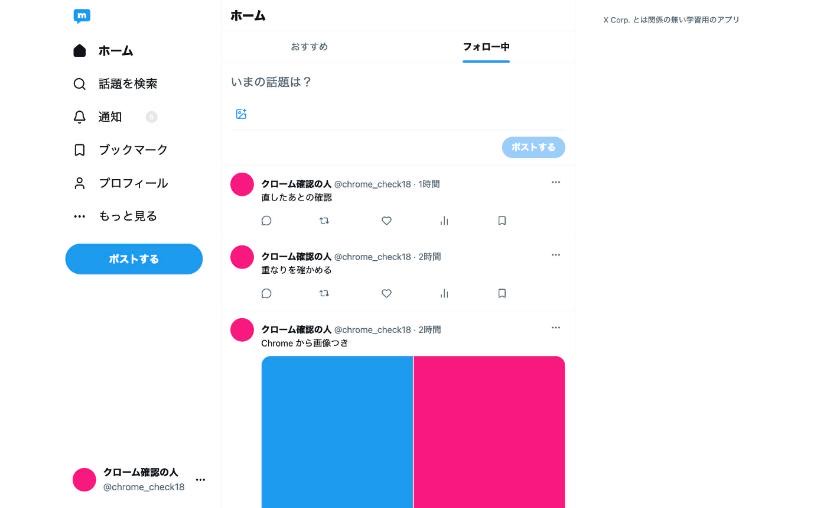 m
ホーム
話題を検索
通知
ブックマーク
プロフィール
もっと見る
ポストする
クローム確認の人
@chrome_check18
ホーム
おすすめ
フォロー中
いまの話題は？
ポストする
クローム確認の人 @chrome_check18 · 1時間
直したあとの確認
クローム確認の人 @chrome_check18 · 2時間
重なりを確かめる
クローム確認の人 @chrome_check18 · 2時間
Chrome から画像つき
X Corp. とは関係の無い学習用のアプリ